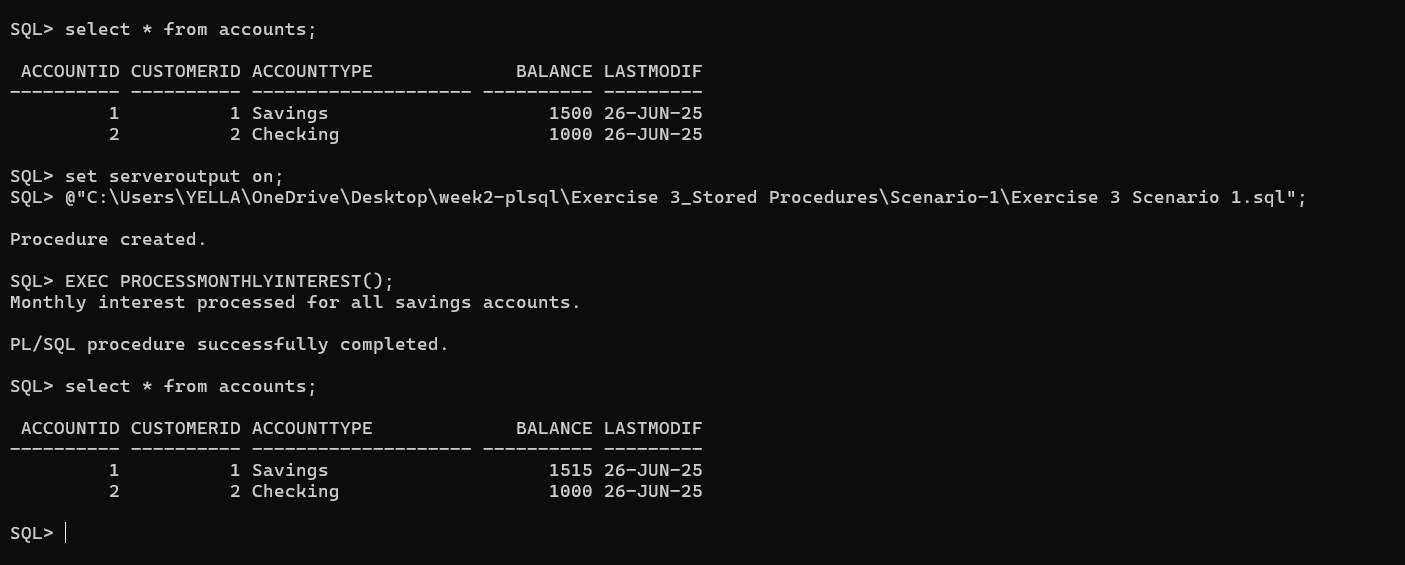 SQL> select * from accounts;
 ACCOUNTID CUSTOMERID ACCOUNTTYPE             BALANCE LASTMODIF
---------- ---------- -------------------- ---------- ---------
         1          1 Savings                    1500 26-JUN-25
         2          2 Checking                   1000 26-JUN-25
SQL> set serveroutput on;
SQL> @"C:\Users\YELLA\OneDrive\Desktop\week2-plsql\Exercise 3_Stored Procedures\Scenario-1\Exercise 3 Scenario 1.sql";
Procedure created.
SQL> EXEC PROCESSMONTHLYINTEREST();
Monthly interest processed for all savings accounts.
PL/SQL procedure successfully completed.
SQL> select * from accounts;
 ACCOUNTID CUSTOMERID ACCOUNTTYPE             BALANCE LASTMODIF
---------- ---------- -------------------- ---------- ---------
         1          1 Savings                    1515 26-JUN-25
         2          2 Checking                   1000 26-JUN-25
SQL>